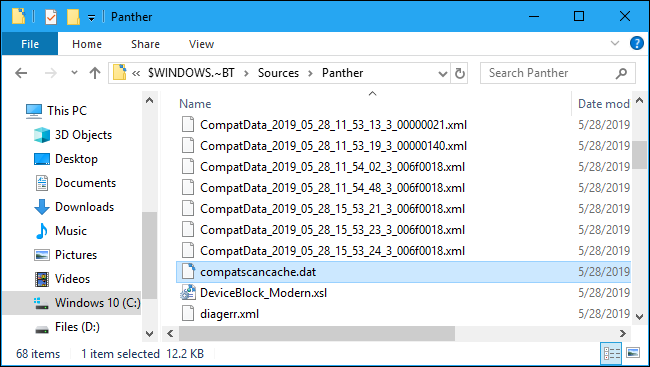 Panther
File Home Share View
$WINDOWS.~BT Sources Panther Search Panther
Name Date mod
This PC
3D Objects
Desktop
Documents
Downloads
Music
Pictures
Videos
Windows 10 (C:)
Files (D:)
CompatData_2019_05_28_11_53_13_3_00000021.xml 5/28/2019
CompatData_2019_05_28_11_53_19_3_00000140.xml 5/28/2019
CompatData_2019_05_28_11_54_02_3_006f0018.xml 5/28/2019
CompatData_2019_05_28_11_54_48_3_006f0018.xml 5/28/2019
CompatData_2019_05_28_15_53_21_3_006f0018.xml 5/28/2019
CompatData_2019_05_28_15_53_23_3_006f0018.xml 5/28/2019
CompatData_2019_05_28_15_53_24_3_006f0018.xml 5/28/2019
compatscancache.dat 5/28/2019
DeviceBlock_Modern.xsl 5/28/2019
diagerr.xml 5/28/2019
68 items 1 item selected 12.2 KB